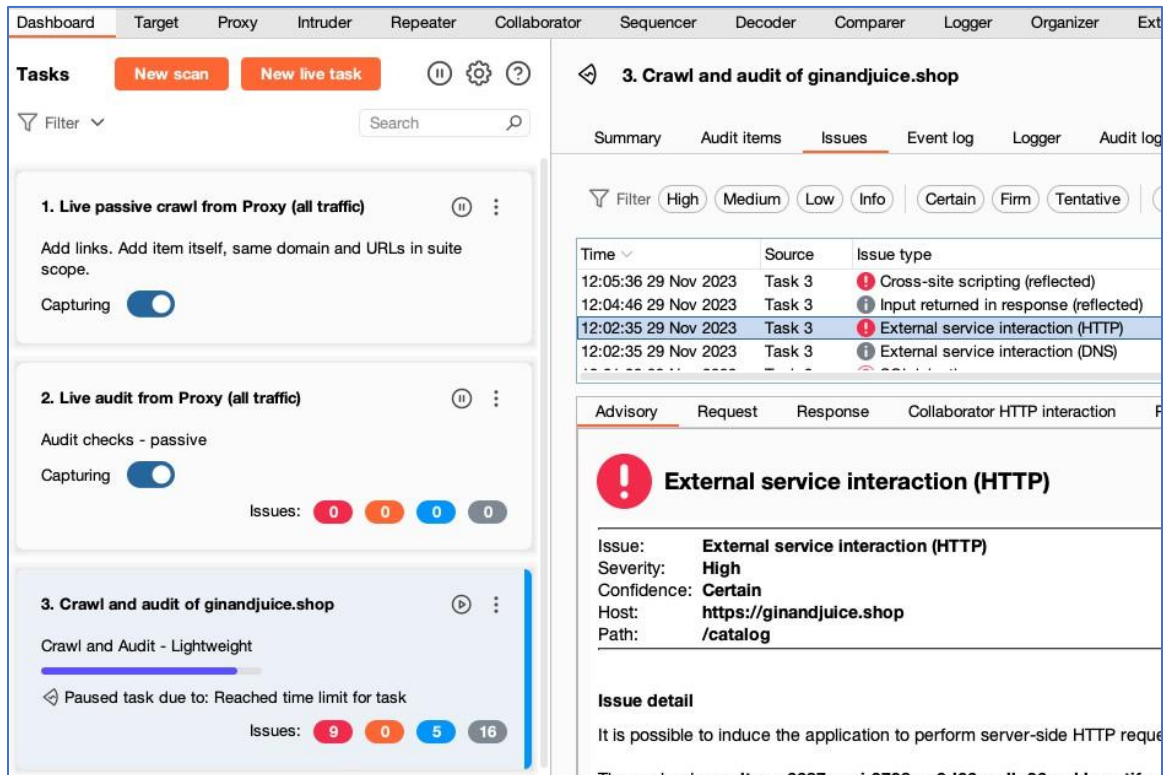 Dashboard Target Proxy Intruder Repeater Collaborator Sequencer Decoder Comparer Logger Organizer
Tasks New scan New live task
Filter Search
1. Live passive crawl from Proxy (all traffic)
Add links. Add item itself, same domain and URLs in suite
scope.
Capturing
2. Live audit from Proxy (all traffic)
Audit checks - passive
Capturing
Issues: 0 0 0 0
3. Crawl and audit of ginandjuice.shop
Crawl and Audit - Lightweight
Paused task due to: Reached time limit for task
Issues: 9 0 5 16
3. Crawl and audit of ginandjuice.shop
Summary Audit items Issues Event log Logger Audit log
Filter High Medium Low Info Certain Firm Tentative
Time Source Issue type
12:05:36 29 Nov 2023 Task 3 Cross-site scripting (reflected)
12:04:46 29 Nov 2023 Task 3 Input returned in response (reflected)
12:02:35 29 Nov 2023 Task 3 External service interaction (HTTP)
12:02:35 29 Nov 2023 Task 3 External service interaction (DNS)
Advisory Request Response Collaborator HTTP interaction
External service interaction (HTTP)
Issue: External service interaction (HTTP)
Severity: High
Confidence: Certain
Host: https://ginandjuice.shop
Path: /catalog
Issue detail
It is possible to induce the application to perform server-side HTTP